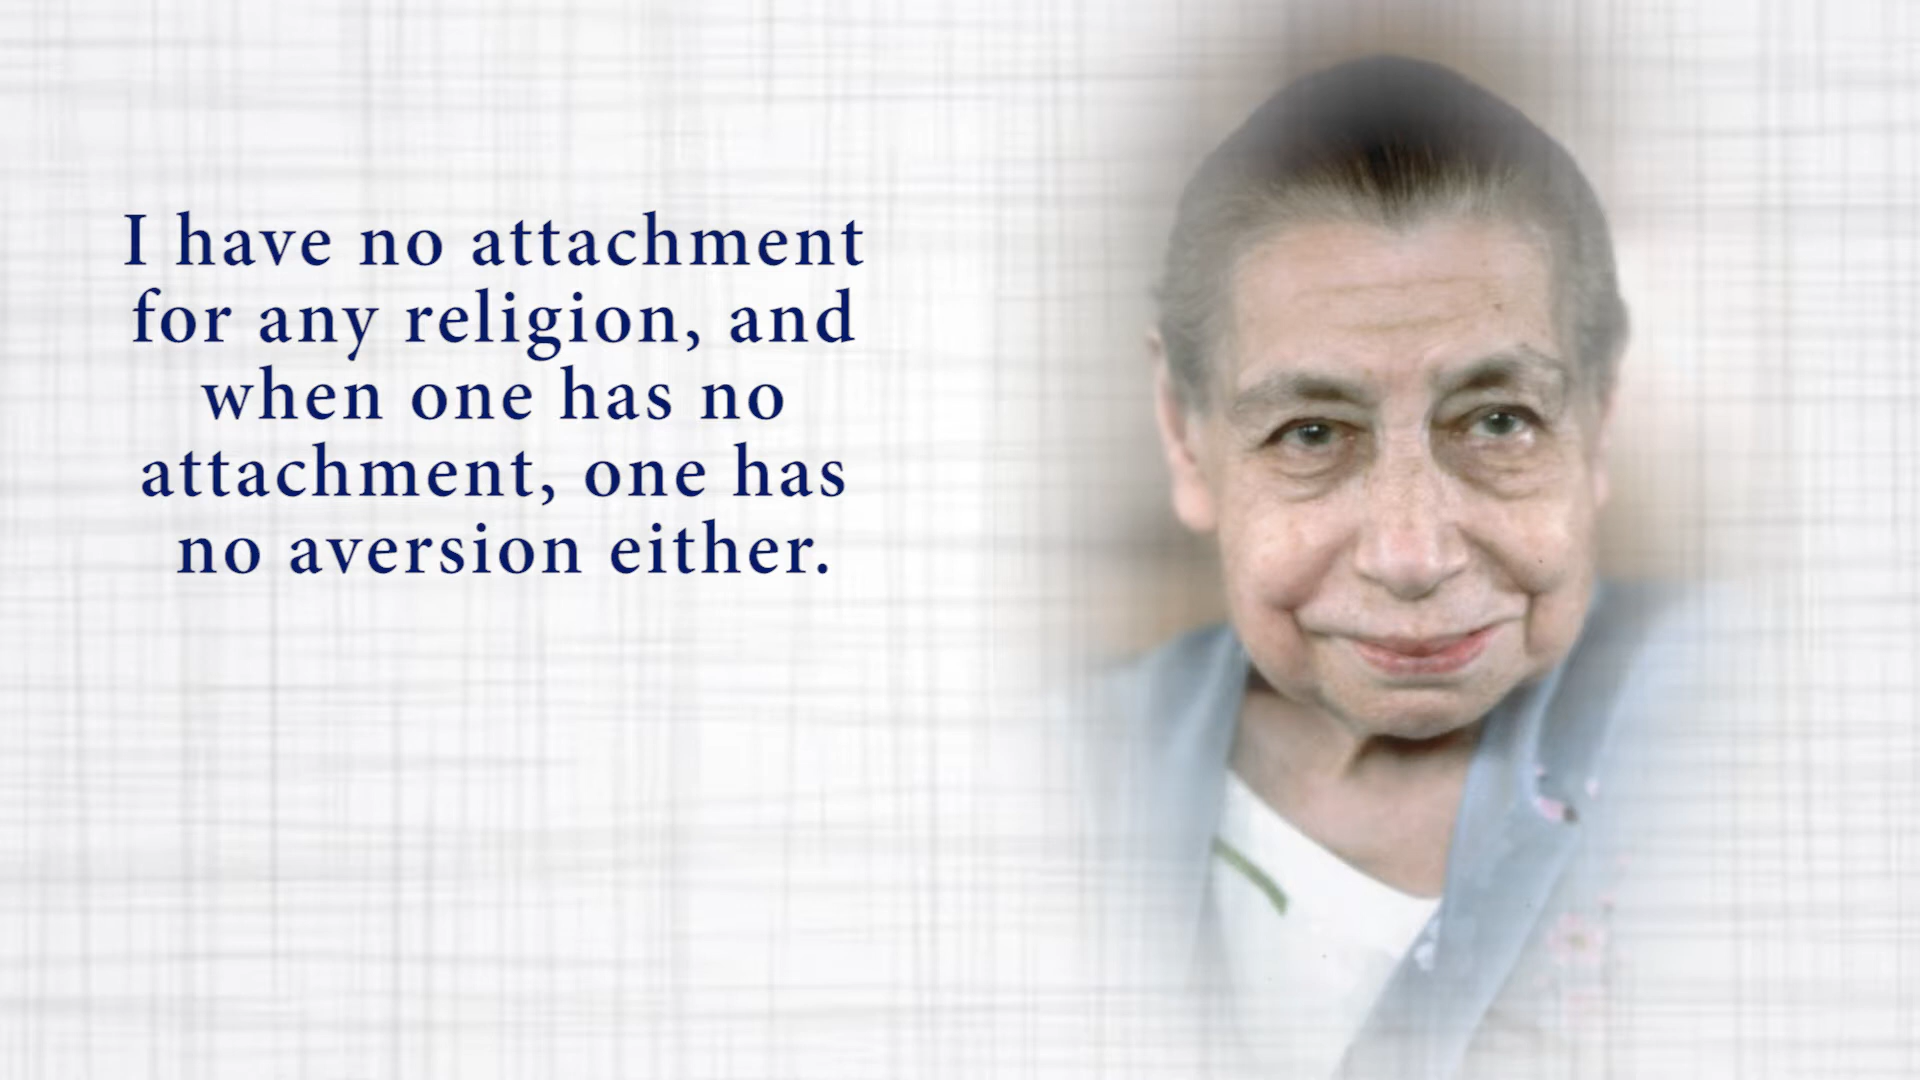 I have no attachment
for any religion, and
when one has no
attachment, one has
no aversion either.